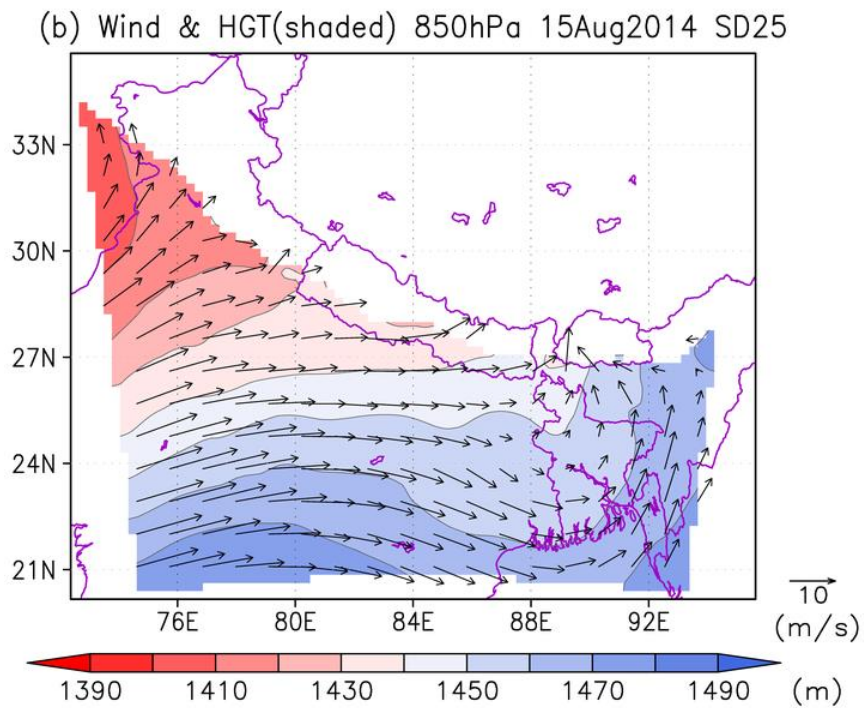 (b) Wind & HGT(shaded) 850hPa 15Aug2014 SD25
33N
30N
27N
24N
21N
76E 80E 84E 88E 92E
10
(m/s)
1390 1410 1430 1450 1470 1490 (m)